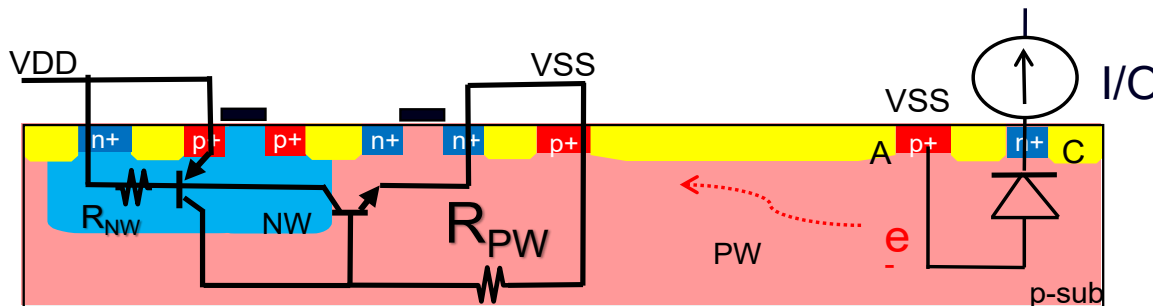 I
VDD
VSS
I/O
VSS
n+
p+
p+
n+
n+
p+
A
p+
n+
C
R_NW
NW
R_PW
PW
e
-
p-sub